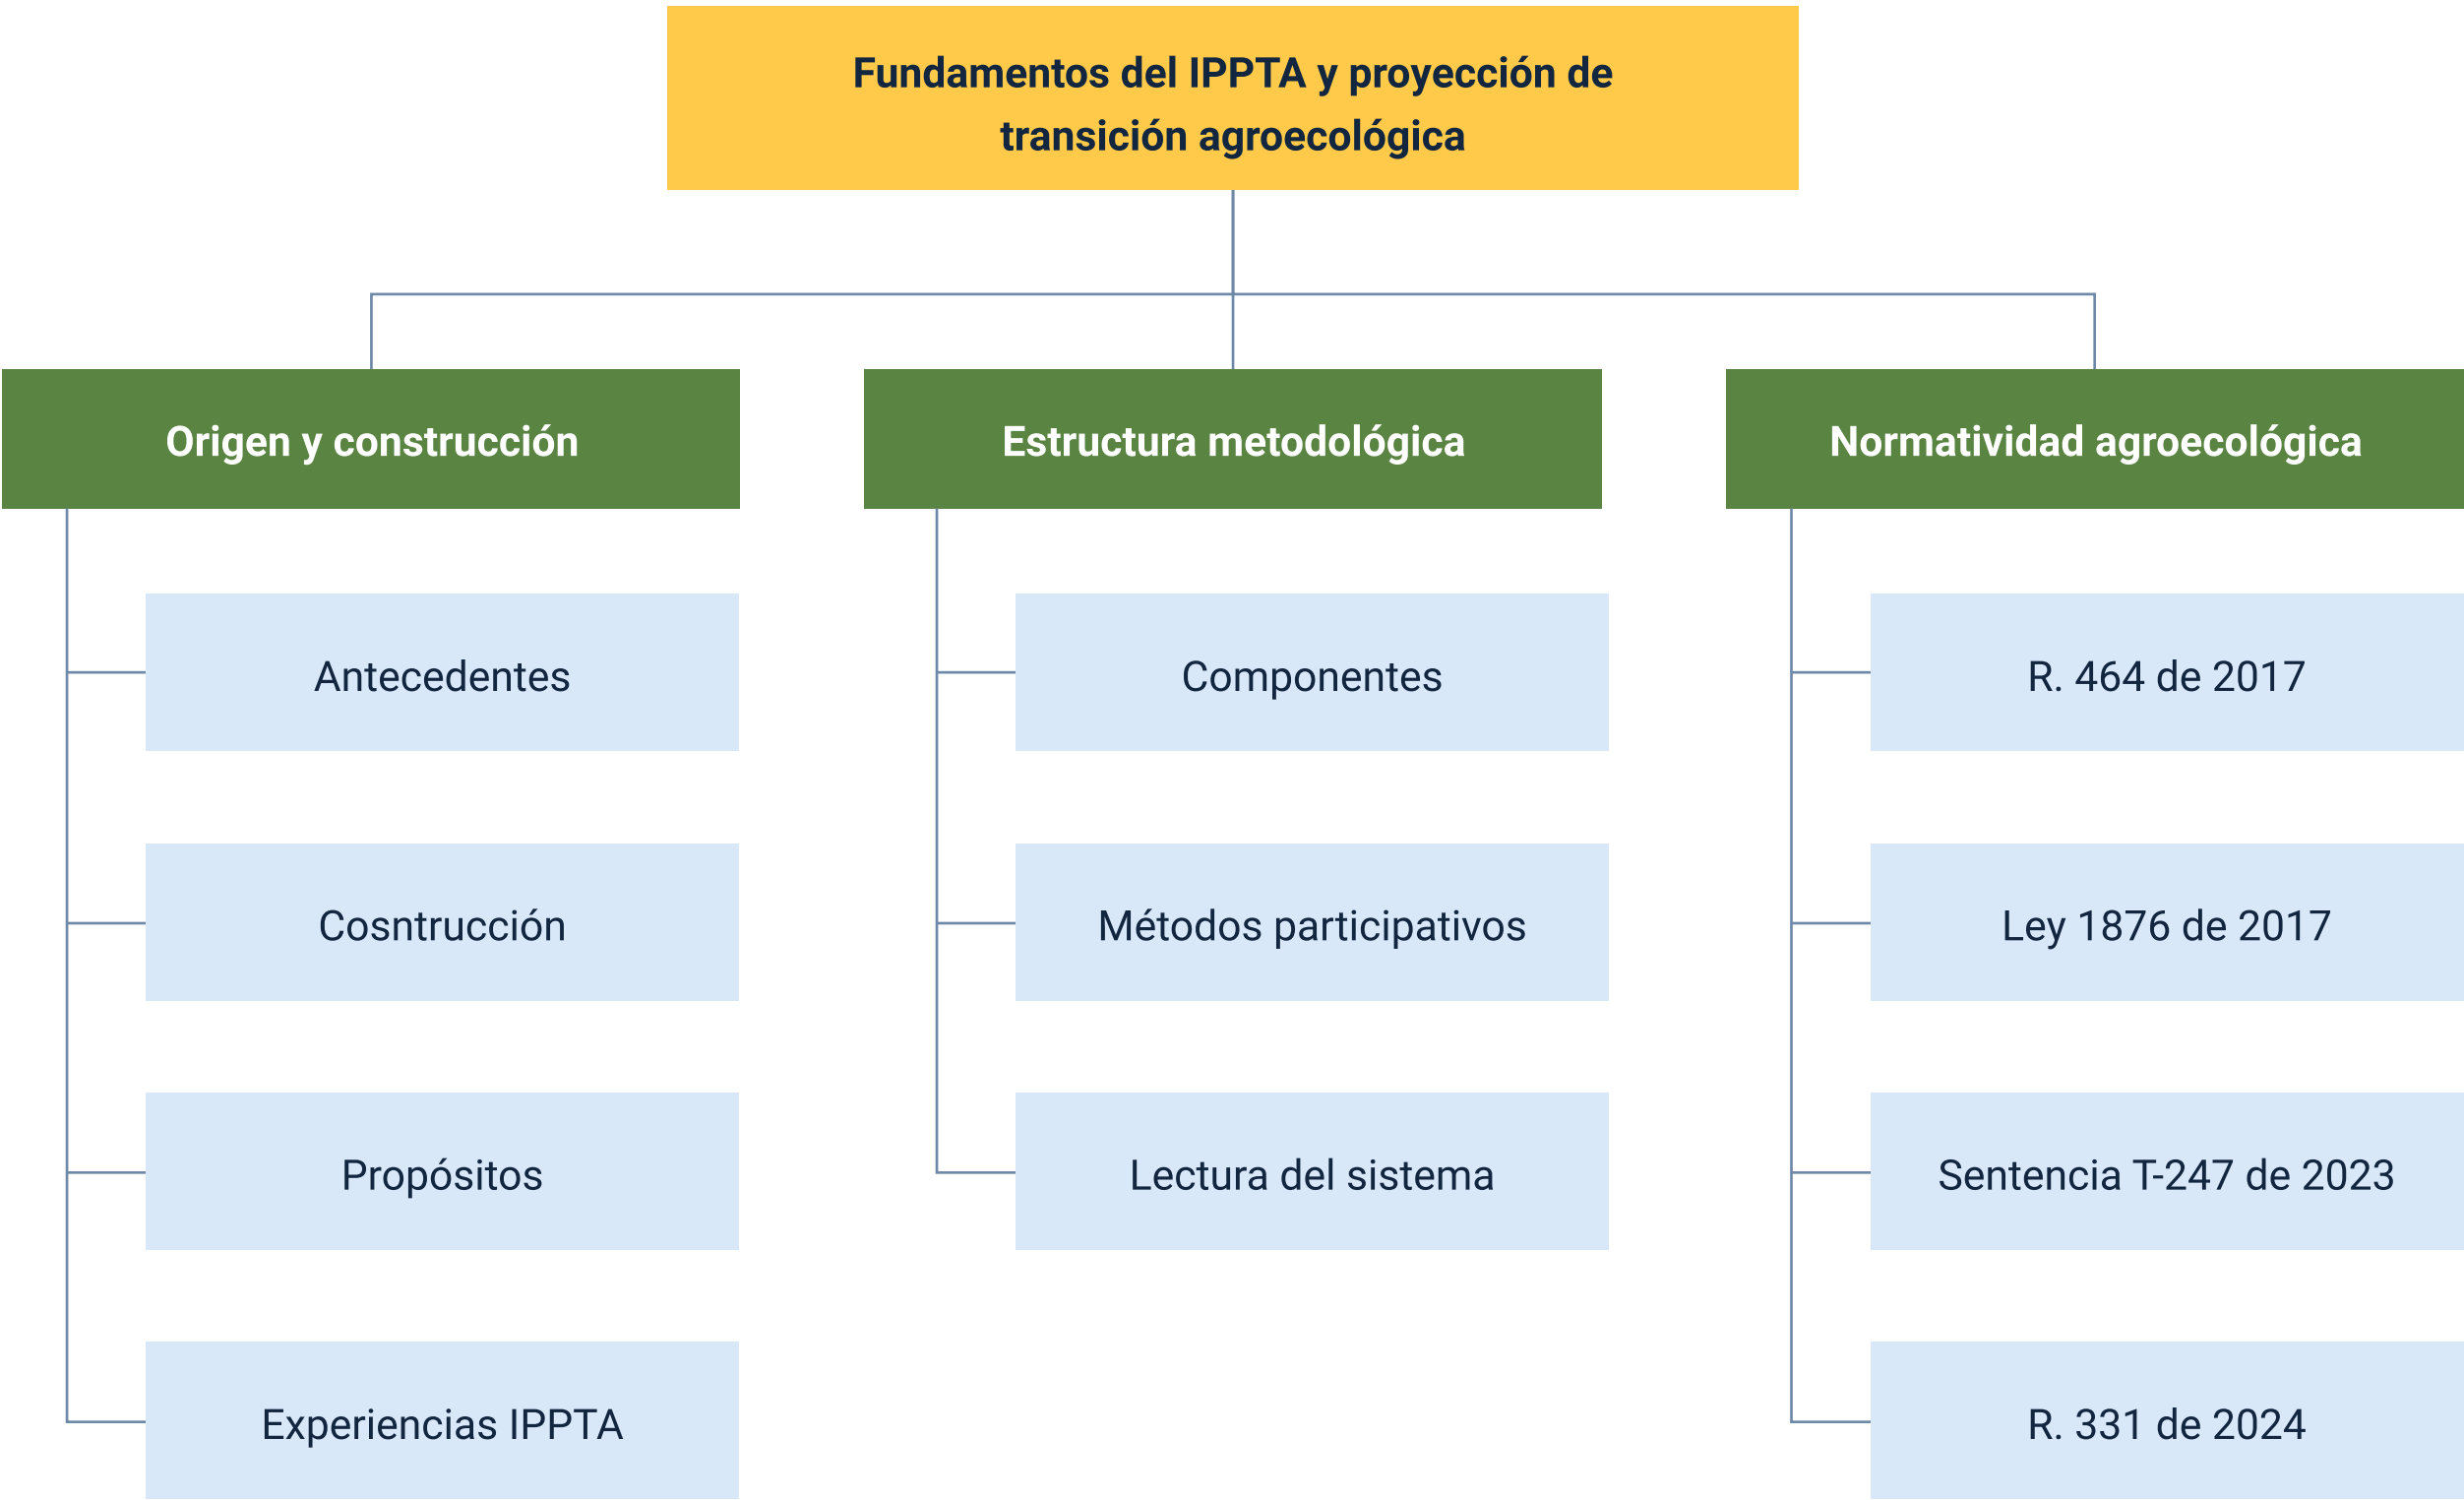 Fundamentos del IPPTA y proyección de
transición agroecológica
Origen y construcción
Estructura metodológica
Normatividad agroecológica
Antecedentes
Componentes
R. 464 de 2017
Cosntrucción
Métodos participativos
Ley 1876 de 2017
Propósitos
Lectura del sistema
Sentencia T-247 de 2023
Experiencias IPPTA
R. 331 de 2024